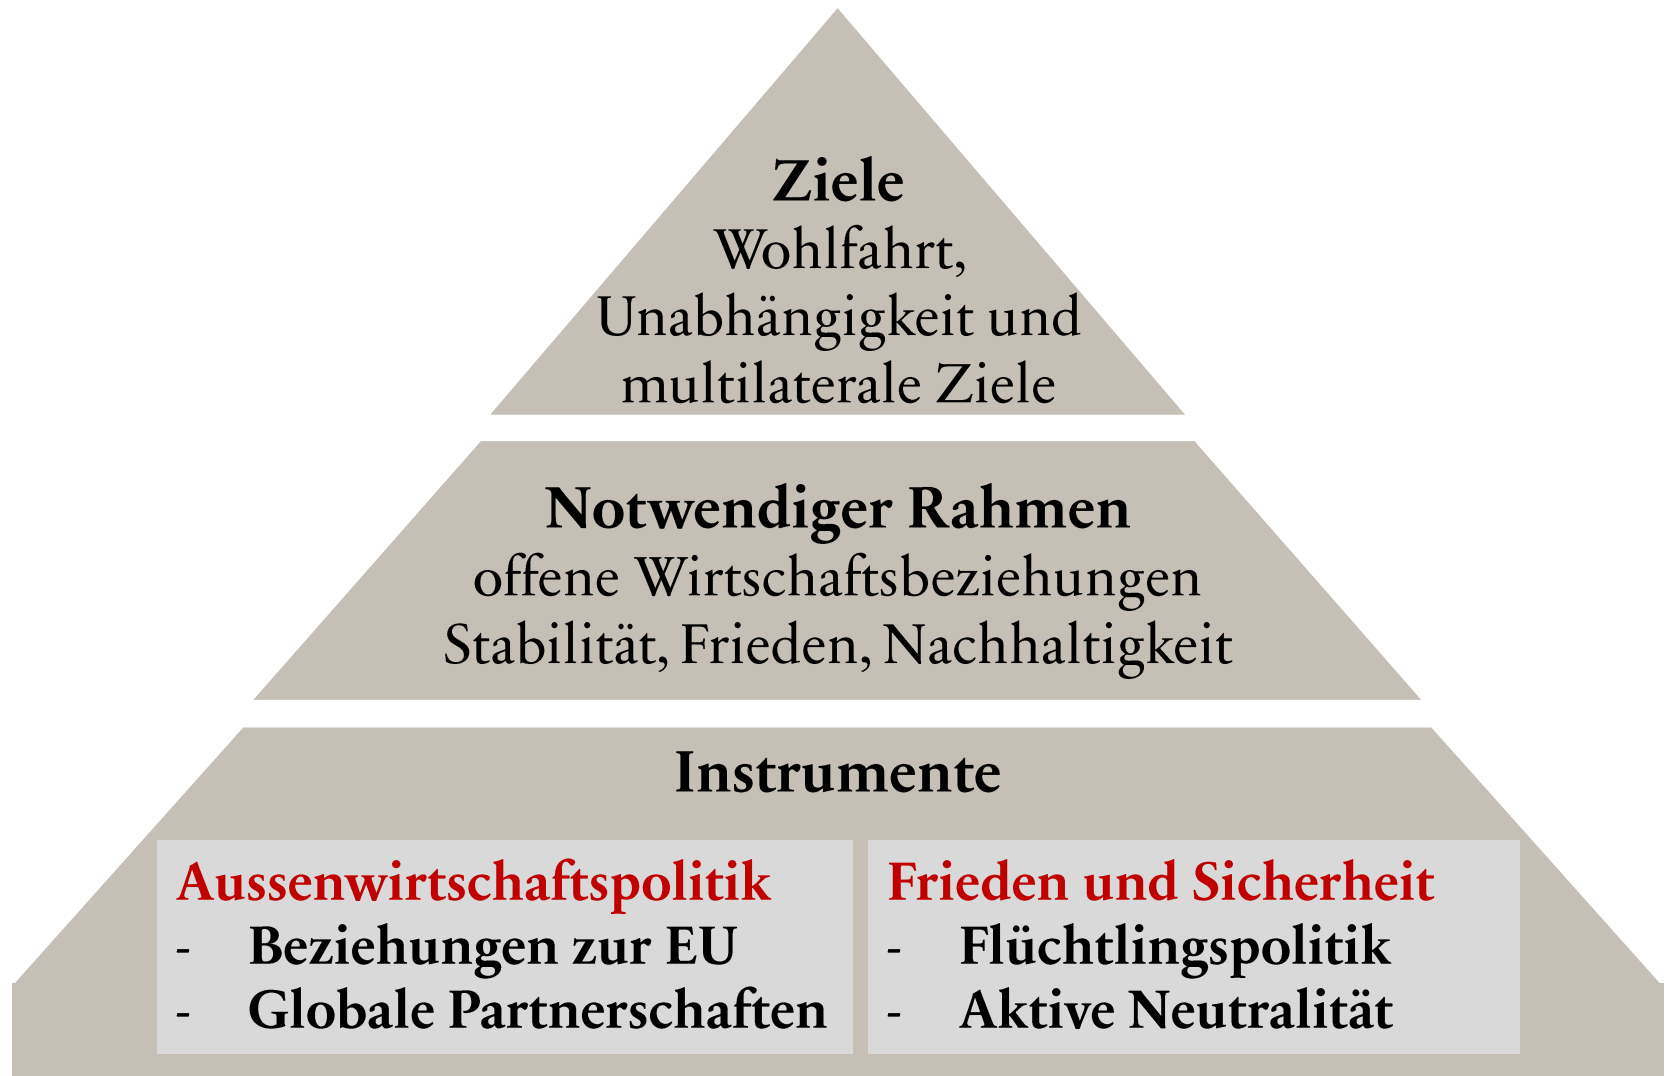 Ziele
Wohlfahrt,
Unabhängigkeit und
multilaterale Ziele
Notwendiger Rahmen
offene Wirtschaftsbeziehungen
Stabilität, Frieden, Nachhaltigkeit
Instrumente
Aussenwirtschaftspolitik
- Beziehungen zur EU
- Globale Partnerschaften
Frieden und Sicherheit
- Flüchtlingspolitik
- Aktive Neutralität